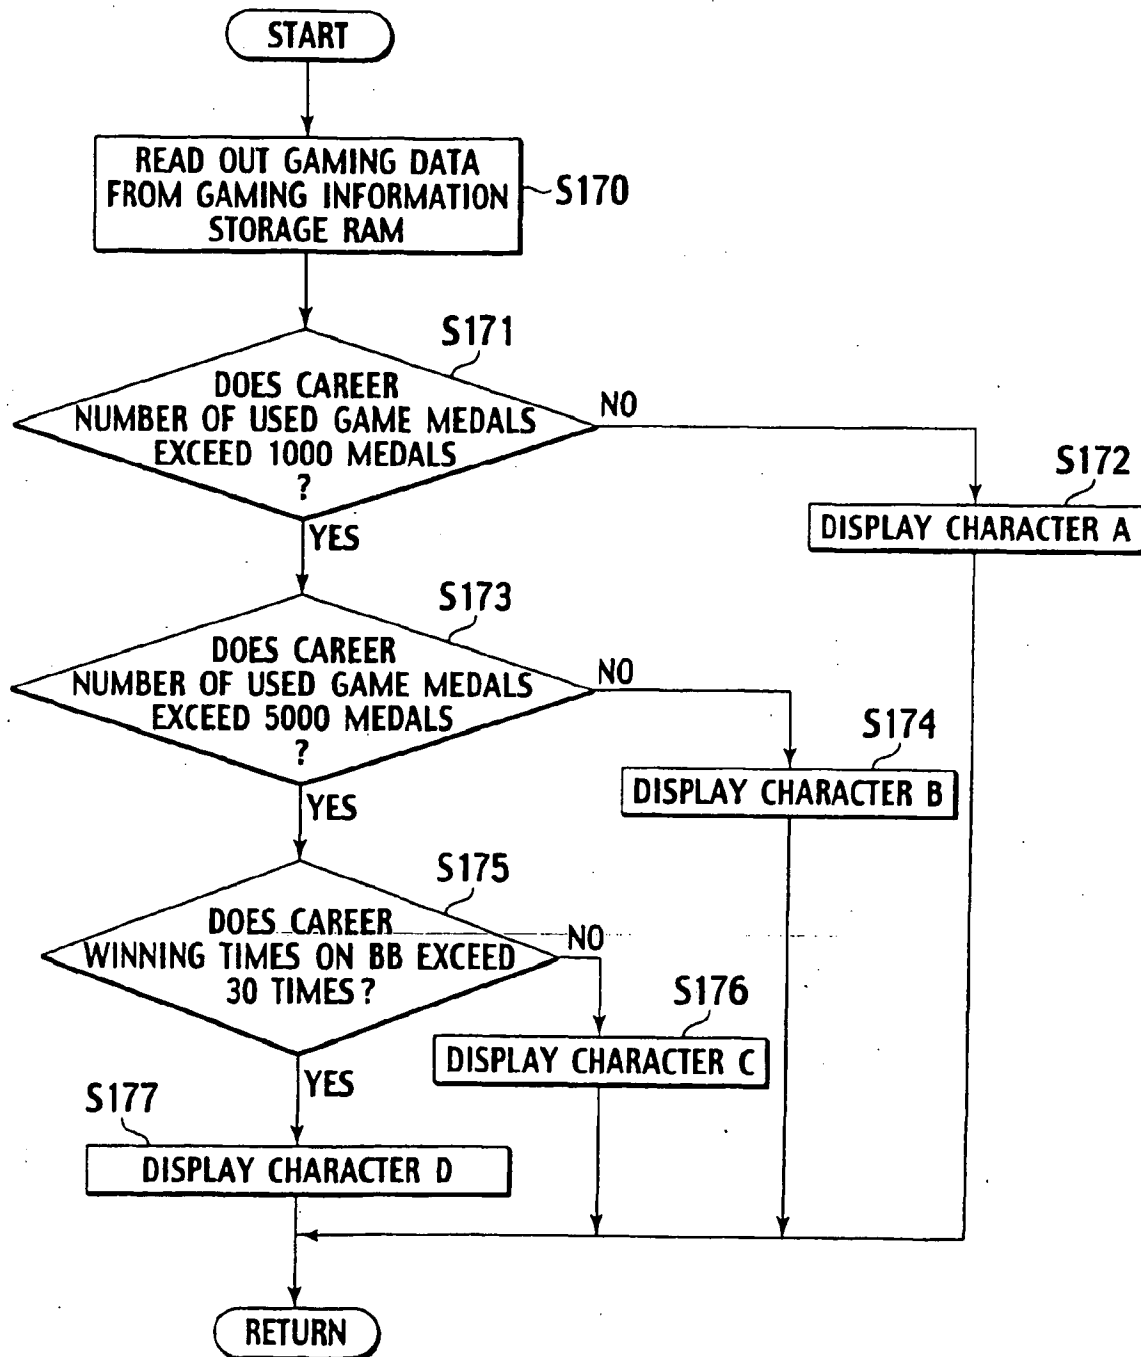 START
READ OUT GAMING DATA
FROM GAMING INFORMATION
STORAGE RAM
S170
S171
DOES CAREER
NUMBER OF USED GAME MEDALS
EXCEED 1000 MEDALS
?
NO
YES
S172
DISPLAY CHARACTER A
S173
DOES CAREER
NUMBER OF USED GAME MEDALS
EXCEED 5000 MEDALS
?
NO
YES
S174
DISPLAY CHARACTER B
S175
DOES CAREER
WINNING TIMES ON BB EXCEED
30 TIMES?
NO
YES
S176
DISPLAY CHARACTER C
S177
DISPLAY CHARACTER D
RETURN